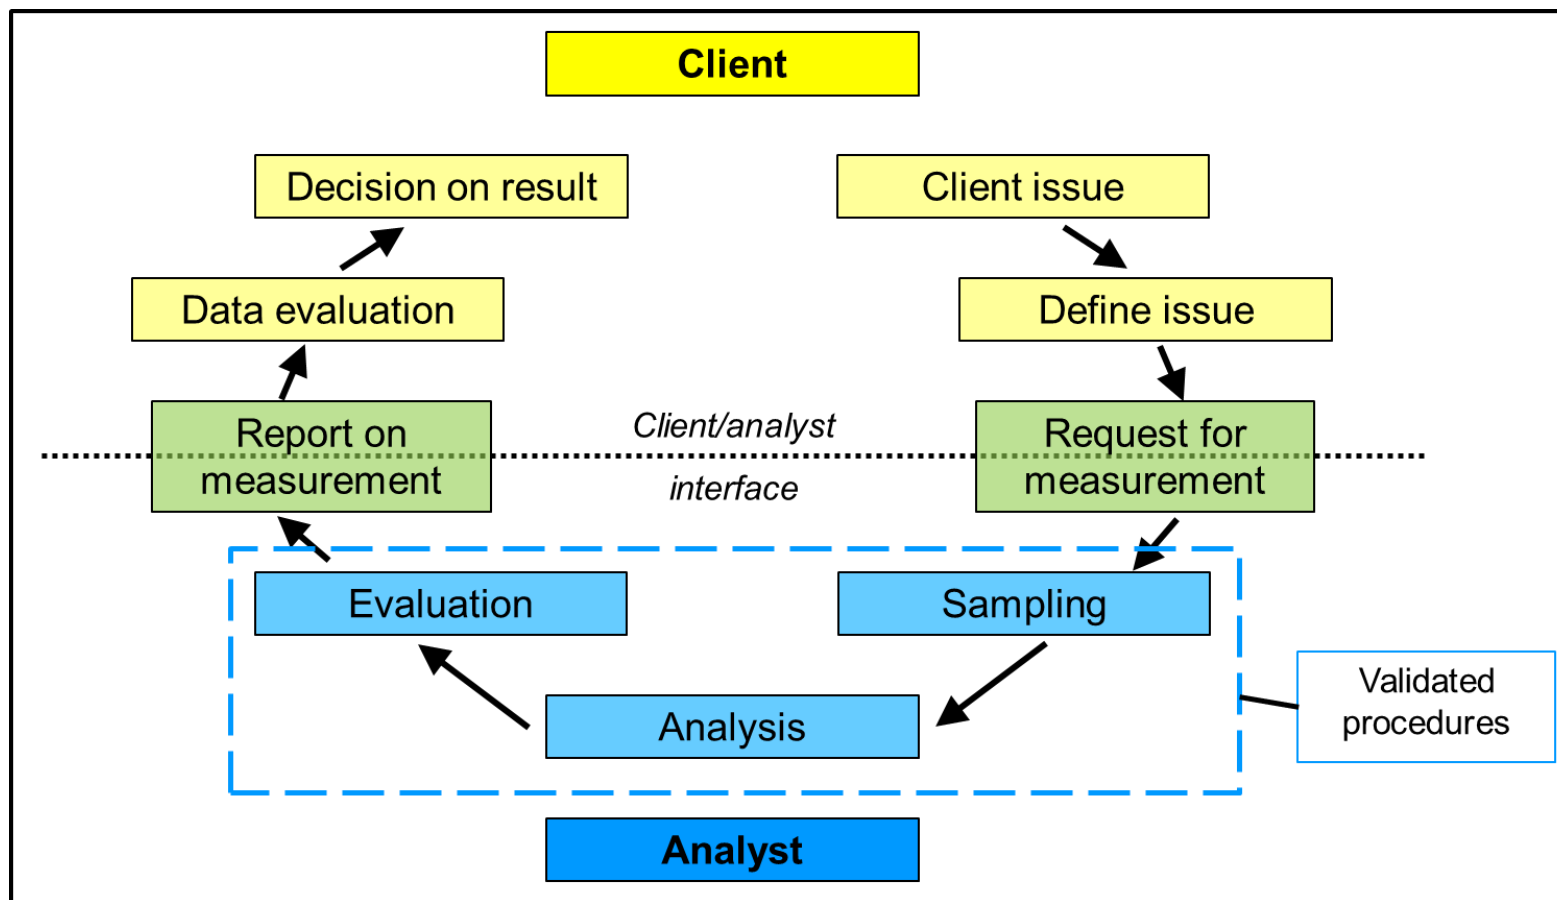 Client
Decision on result
Client issue
Data evaluation
Define issue
Report on
measurement
Client/analyst
interface
Request for
measurement
Evaluation
Sampling
Analysis
Validated
procedures
Analyst